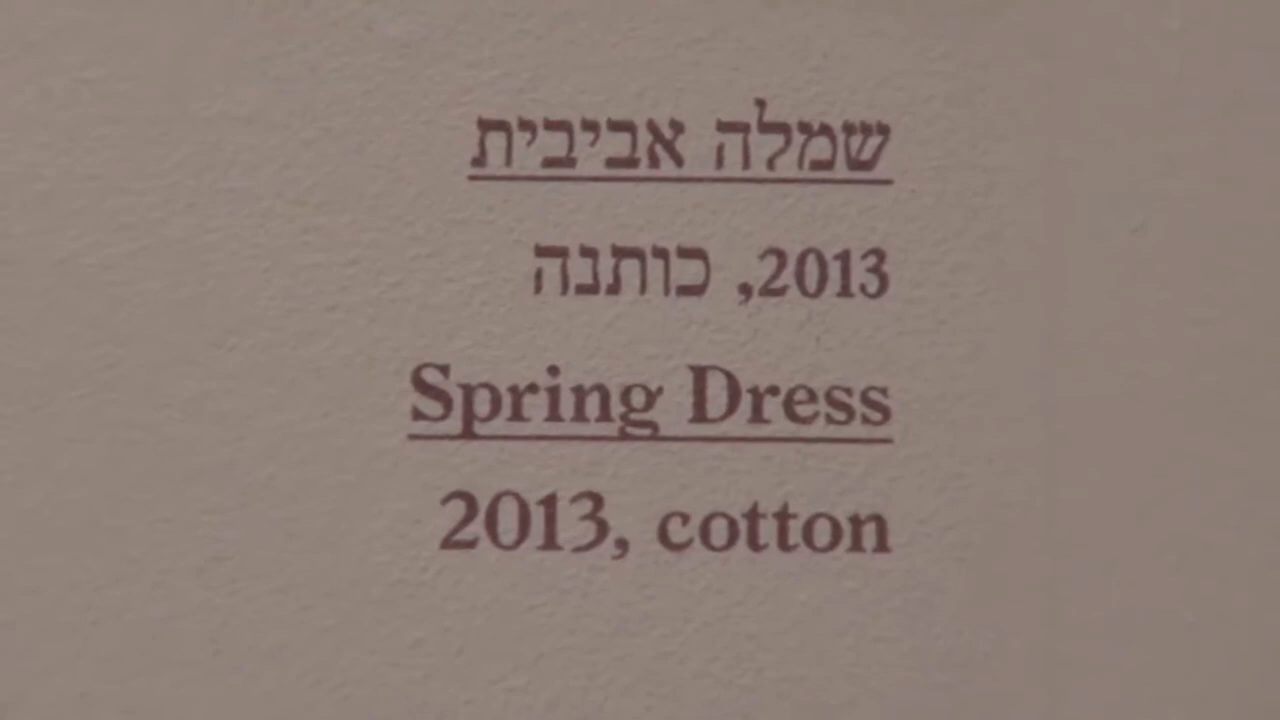 שמלה אביבית
2013, כותנה
Spring Dress
2013, cotton